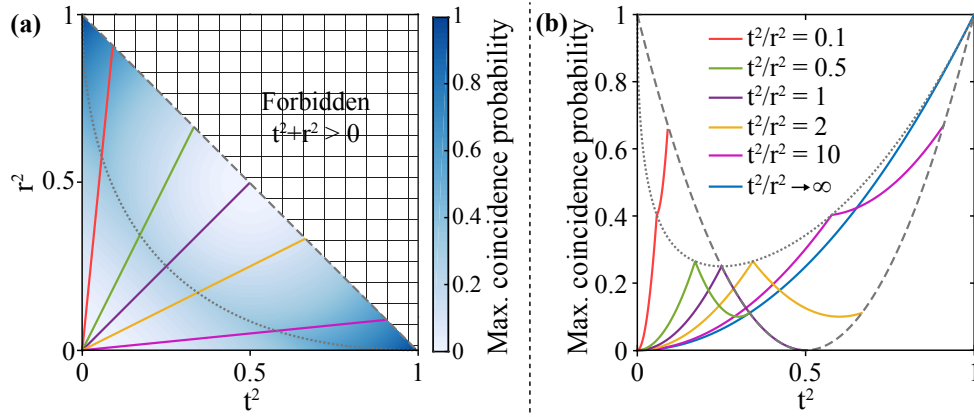 (a)
1
0.5
0
r²
0
0.5
1
t²
Forbidden
t²+r² > 0
1
0.8
0.6
0.4
0.2
0
Max. coincidence probability
(b)
1
0.8
0.6
0.4
0.2
0
Max. coincidence probability
0
0.5
1
t²
t²/r² = 0.1
t²/r² = 0.5
t²/r² = 1
t²/r² = 2
t²/r² = 10
t²/r² →∞